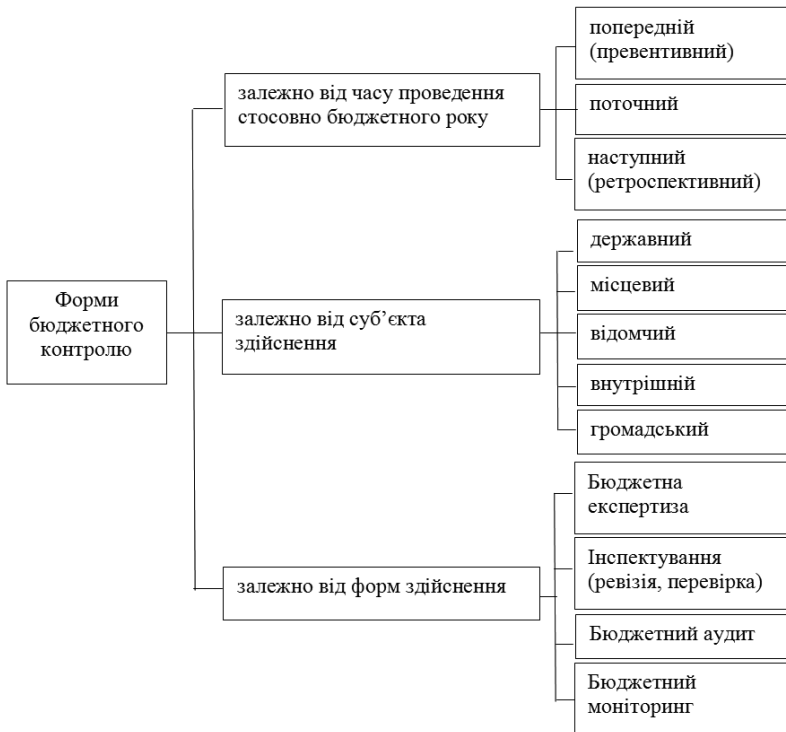 Форми
бюджетного
контролю
залежно від часу проведення
стосовно бюджетного року
попередній
(превентивний)
поточний
наступний
(ретроспективний)
залежно від суб’єкта
здійснення
державний
місцевий
відомчий
внутрішній
громадський
залежно від форм здійснення
Бюджетна
експертиза
Інспектування
(ревізія, перевірка)
Бюджетний аудит
Бюджетний
моніторинг